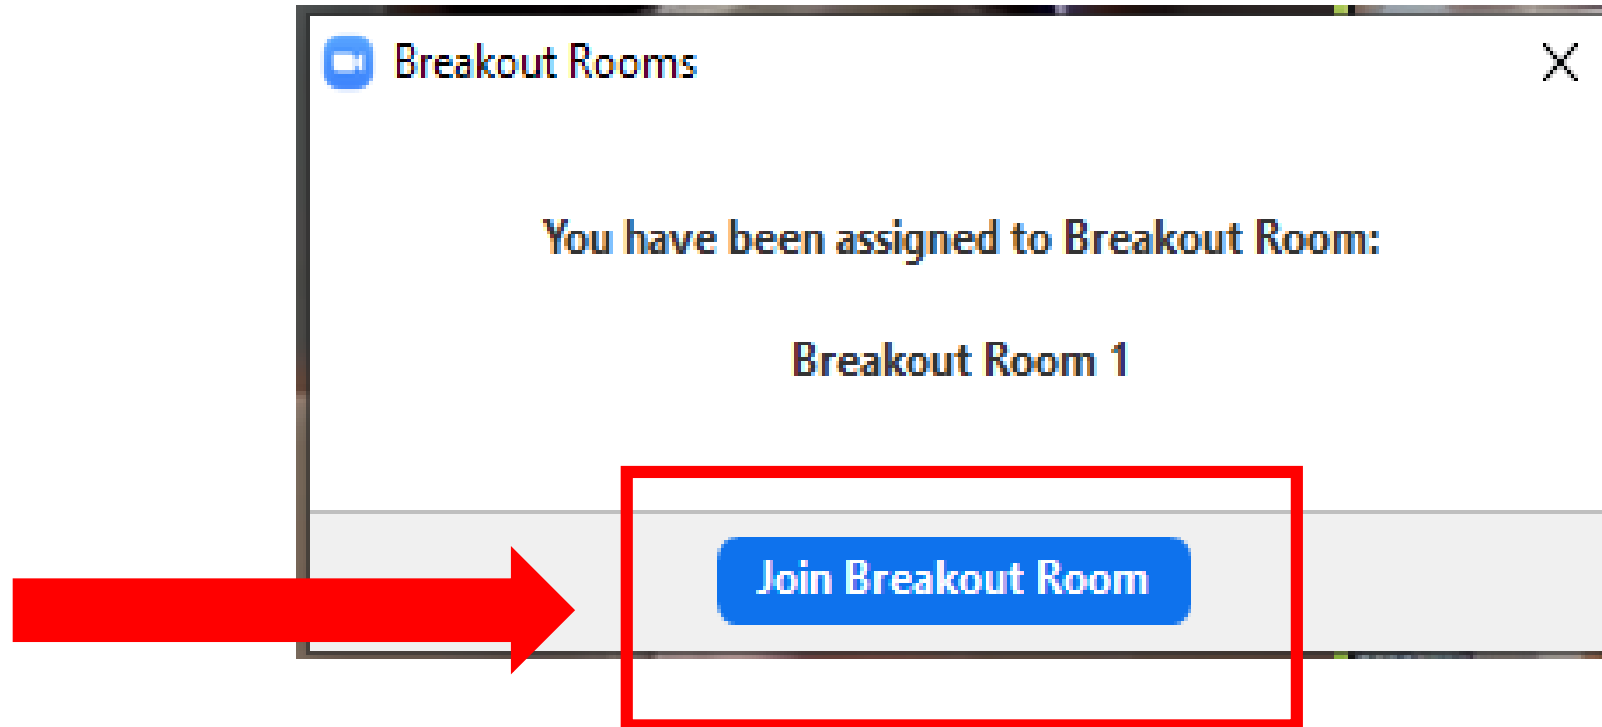 Breakout Rooms
You have been assigned to Breakout Room:
Breakout Room 1
Join Breakout Room